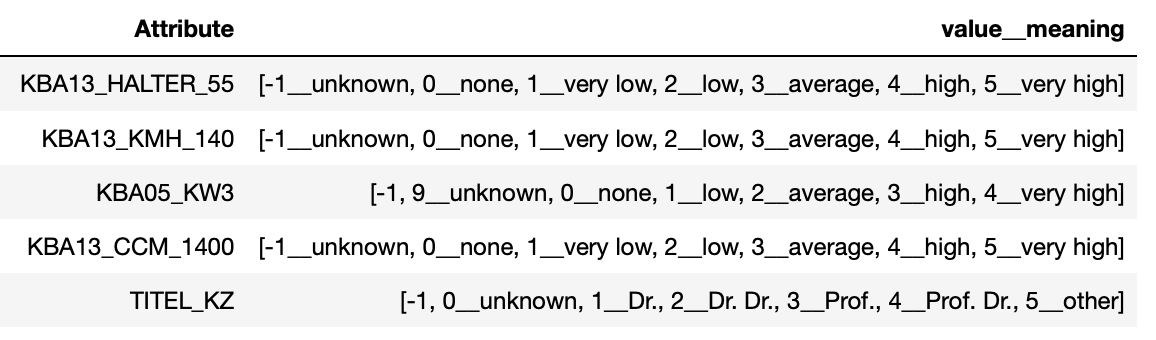 Attribute value__meaning
KBA13_HALTER_55 [-1__unknown, 0__none, 1__very low, 2__low, 3__average, 4__high, 5__very high]
KBA13_KMH_140 [-1__unknown, 0__none, 1__very low, 2__low, 3__average, 4__high, 5__very high]
KBA05_KW3 [-1, 9__unknown, 0__none, 1__low, 2__average, 3__high, 4__very high]
KBA13_CCM_1400 [-1__unknown, 0__none, 1__very low, 2__low, 3__average, 4__high, 5__very high]
TITEL_KZ [-1, 0__unknown, 1__Dr., 2__Dr. Dr., 3__Prof., 4__Prof. Dr., 5__other]